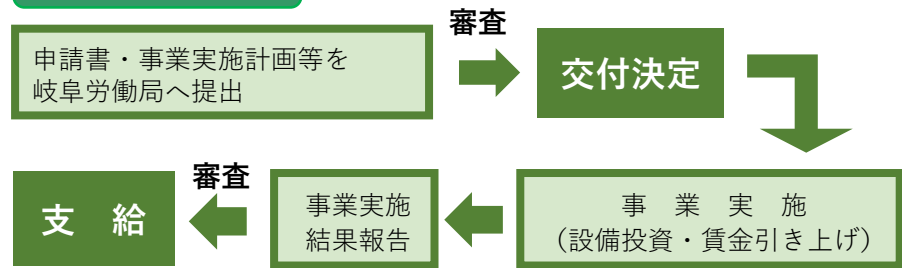 申請書・事業実施計画等を
岐阜労働局へ提出
審査
交付決定
事　業　実　施
（設備投資・賃金引き上げ）
事業実施
結果報告
審査
支　給